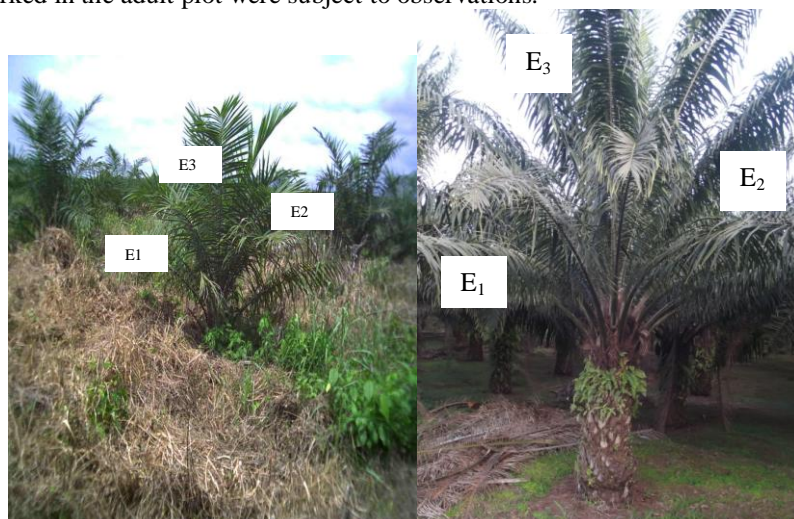 rked in the adult plot were subject to observations.
E3
E2
E1
E₃
E₂
E₁